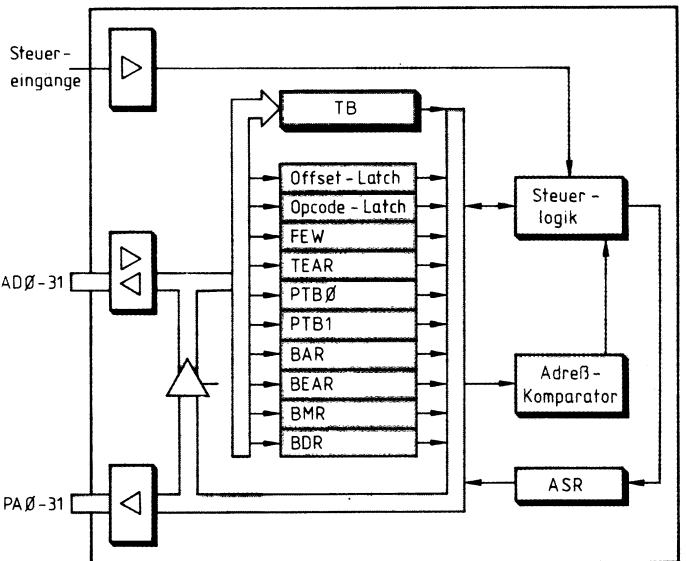 Steuer-
eingange
TB
Offset-Latch
Opcode-Latch
FEW
TEAR
PTBØ
PTB1
BAR
BEAR
BMR
BDR
Steuer-
logik
ADØ-31
Adreß-
Komparator
PAØ-31
ASR